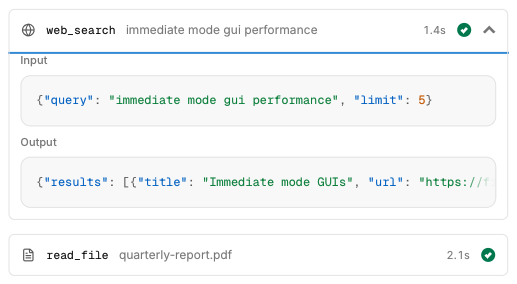 web_search immediate mode gui performance 1.4s
Input
{"query": "immediate mode gui performance", "limit": 5}
Output
{"results": [{"title": "Immediate mode GUIs", "url": "https://
read_file quarterly-report.pdf 2.1s